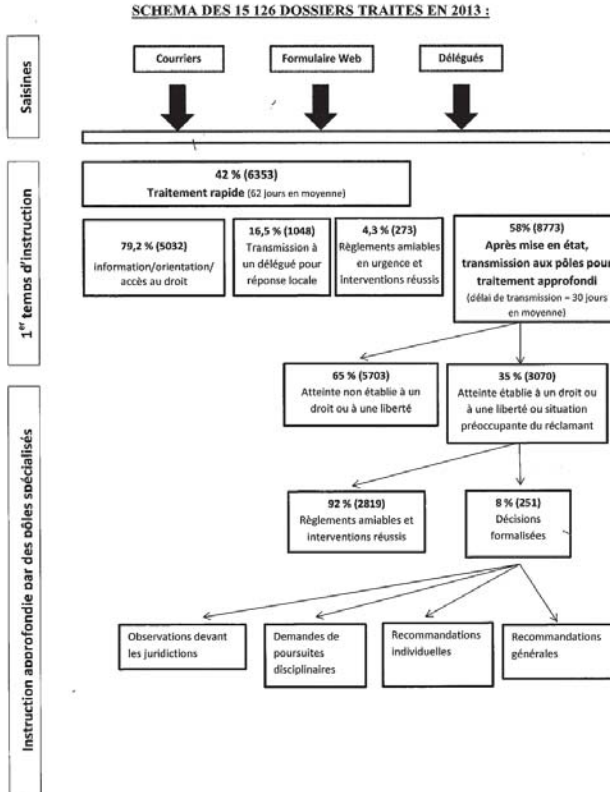 SCHEMA DES 15 126 DOSSIERS TRAITES EN 2013 :
Saisines
Courriers
Formulaire Web
Délégués
1er temps d'instruction
42 % (6353)
Traitement rapide (62 jours en moyenne)
79,2 % (5032)
information/orientation/
accès au droit
16,5 % (1048)
Transmission à
un délégué pour
réponse locale
4,3 % (273)
Règlements amiables
en urgence et
interventions réussis
58% (8773)
Après mise en état,
transmission aux pôles pour
traitement approfondi
(délai de transmission = 30 jours
en moyenne)
Instruction approfondie par des pôles spécialisés
65 % (5703)
Atteinte non établie à un
droit ou à une liberté
35 % (3070)
Atteinte établie à un droit ou
à une liberté ou situation
préoccupante du réclamant
92 % (2819)
Règlements amiables et
interventions réussis
8 % (251)
Décisions
formalisées
Observations devant
les juridictions
Demandes de
poursuites
disciplinaires
Recommandations
individuelles
Recommandations
générales